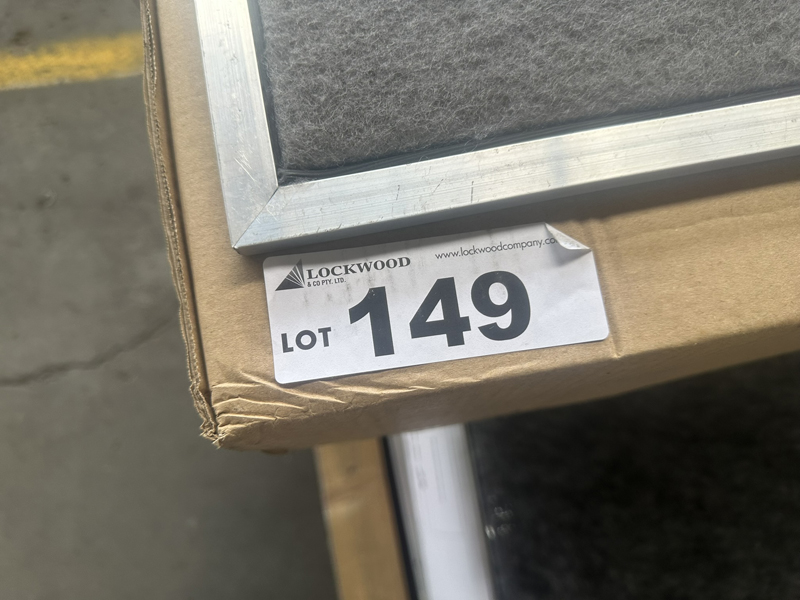 LOCKWOOD
& CO PTY. LTD.
www.lockwoodcompany.co
LOT 149